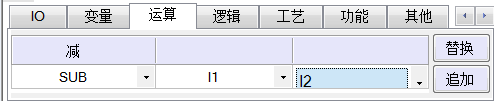 IO 变量 运算 逻辑 工艺 功能 其他
减 替换
SUB I1 I2 追加